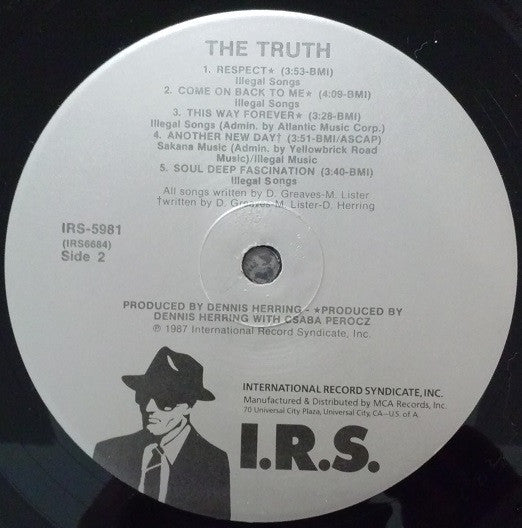 THE TRUTH
1. RESPECT★ (3:53-BMI)
Illegal Songs
2. COME ON BACK TO ME★ (4:09-BMI)
Illegal Songs
3. THIS WAY FOREVER★ (3:28-BMI)
Illegal Songs (Admin. by Atlantic Music Corp.)
4. ANOTHER NEW DAY† (3:51-BMI/ASCAP)
Sakana Music (Admin. by Yellowbrick Road
Music)/Illegal Music
5. SOUL DEEP FASCINATION (3:40-BMI)
Illegal Songs
All songs written by D. Greaves-M. Lister
†written by D. Greaves-M. Lister-D. Herring
IRS-5981
(IRS6684)
Side 2
PRODUCED BY DENNIS HERRING - ★PRODUCED BY
DENNIS HERRING WITH CSABA PEROCZ
℗ 1987 International Record Syndicate, Inc.
INTERNATIONAL RECORD SYNDICATE, INC.
Manufactured & Distributed by MCA Records, Inc.
70 Universal City Plaza, Universal City, CA—U.S. of A.
I.R.S.